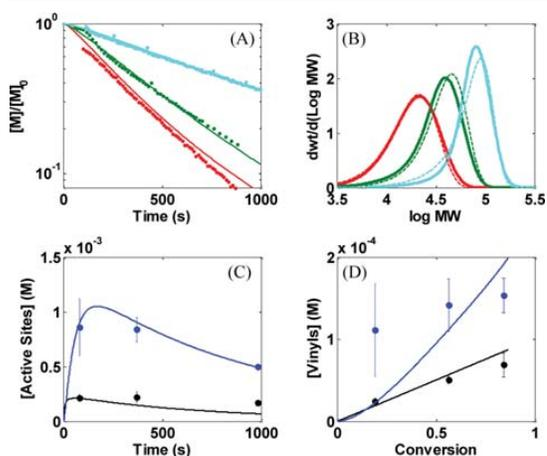 (A)
[M]/[M]0
10^0
10^-1
0
500
1000
Time (s)
(B)
dwt/d(Log MW)
3
2
1
0
3.5
4
4.5
5
5.5
log MW
(C)
x 10^-3
[Active Sites] (M)
1.5
1
0.5
0
0
500
1000
Time (s)
(D)
x 10^-4
[Vinyls] (M)
2
1
0
0
0.5
1
Conversion